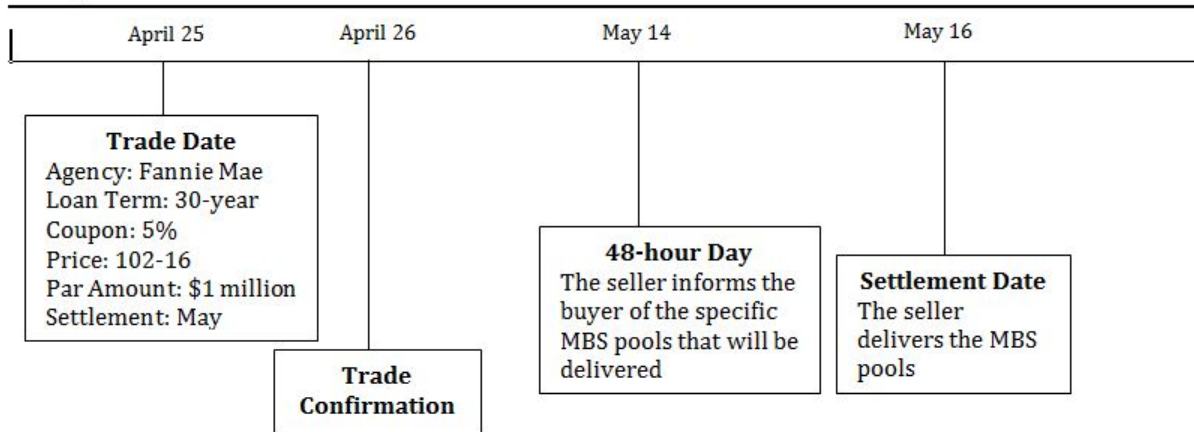 April 25
April 26
May 14
May 16
Trade Date
Agency: Fannie Mae
Loan Term: 30-year
Coupon: 5%
Price: 102-16
Par Amount: $1 million
Settlement: May
Trade
Confirmation
48-hour Day
The seller informs the
buyer of the specific
MBS pools that will be
delivered
Settlement Date
The seller
delivers the MBS
pools